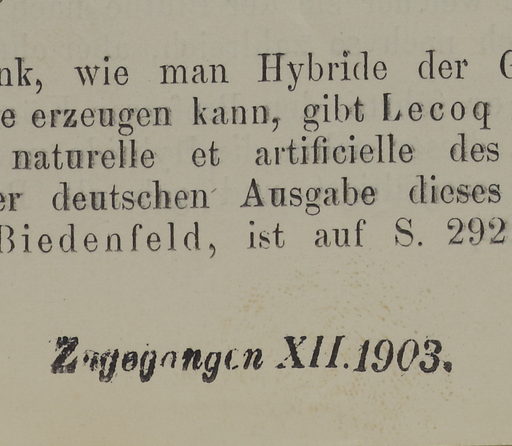 nk, wie man Hybride der G
e erzeugen kann, gibt Lecoq
naturelle et artificielle des
er deutschen Ausgabe dieses
Biedenfeld, ist auf S. 292
Zugegangen XII.1903.